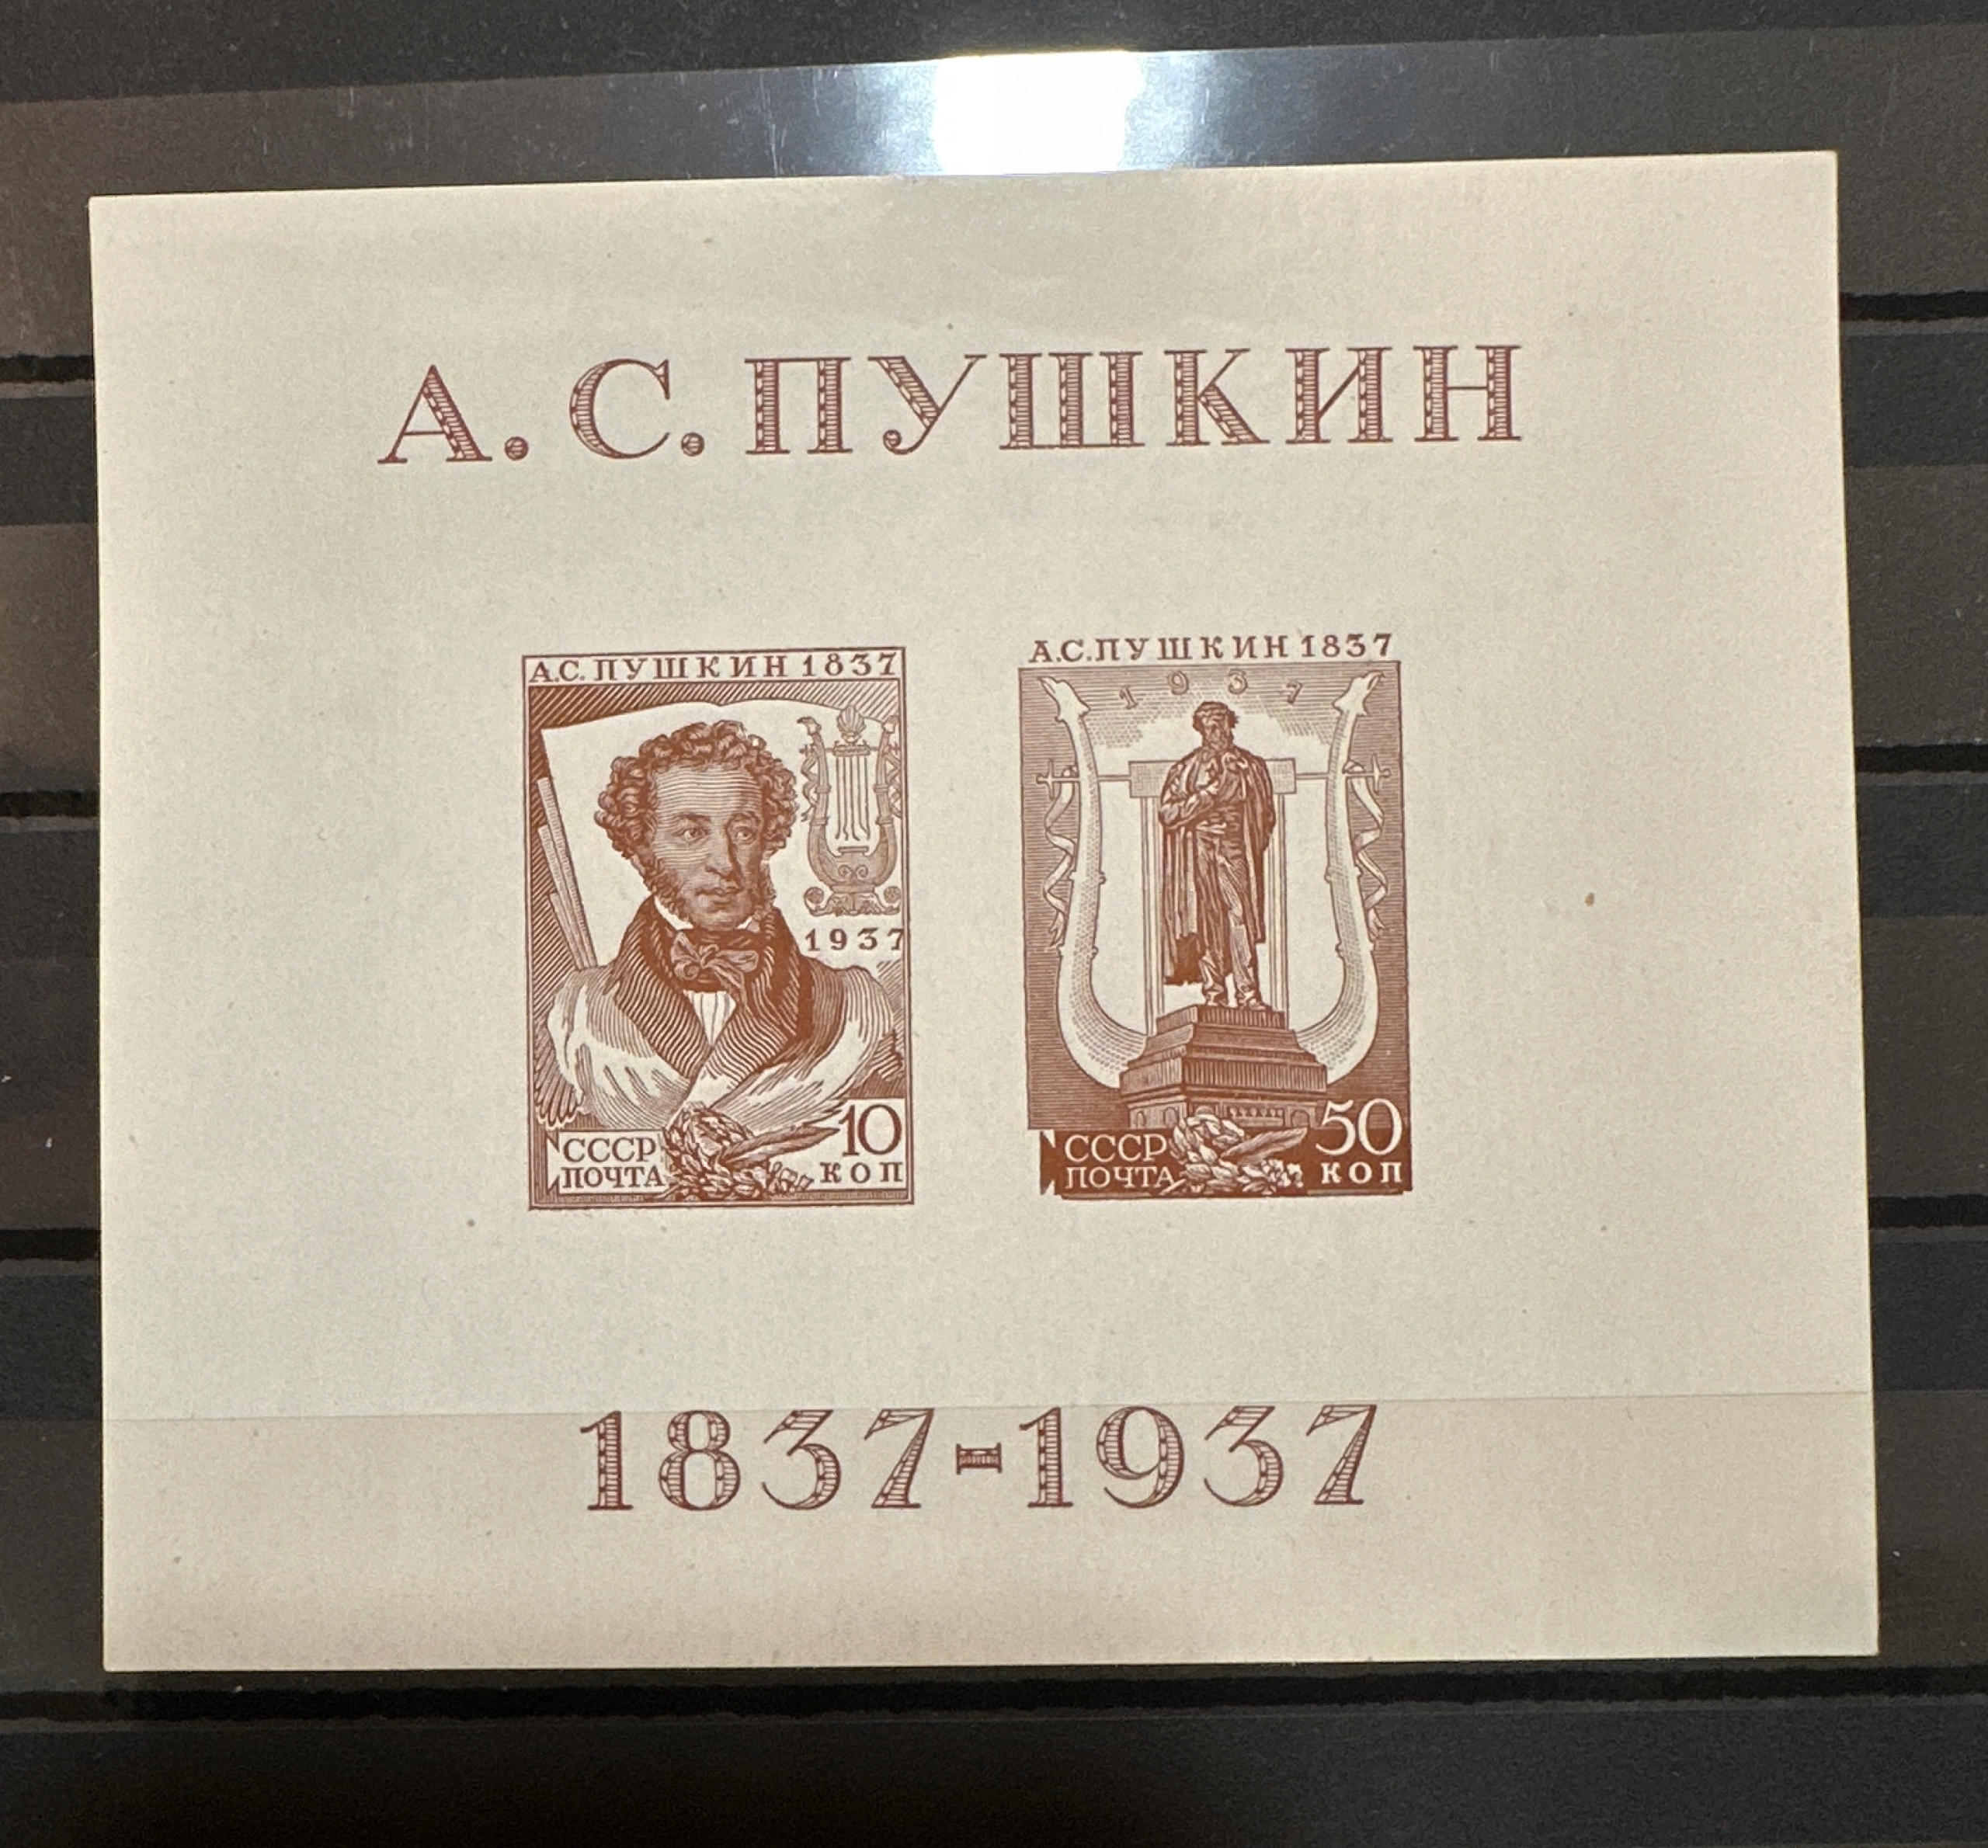 А. С. ПУШКИН
А.С.ПУШКИН 1837
1937
10
СССР
ПОЧТА
КОП
А.С.ПУШКИН 1837
1937
50
СССР
ПОЧТА
КОП
1837-1937